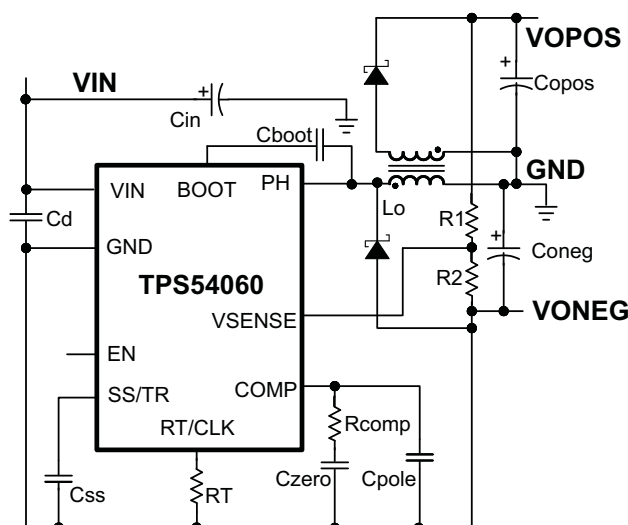 VOPOS
VIN
+
+
Copos
Cin
Cboot
GND
VIN
BOOT
PH
Lo
R1
Cd
GND
+
Coneg
TPS54060
R2
VSENSE
VONEG
EN
SS/TR
COMP
RT/CLK
Rcomp
Css
RT
Czero
Cpole